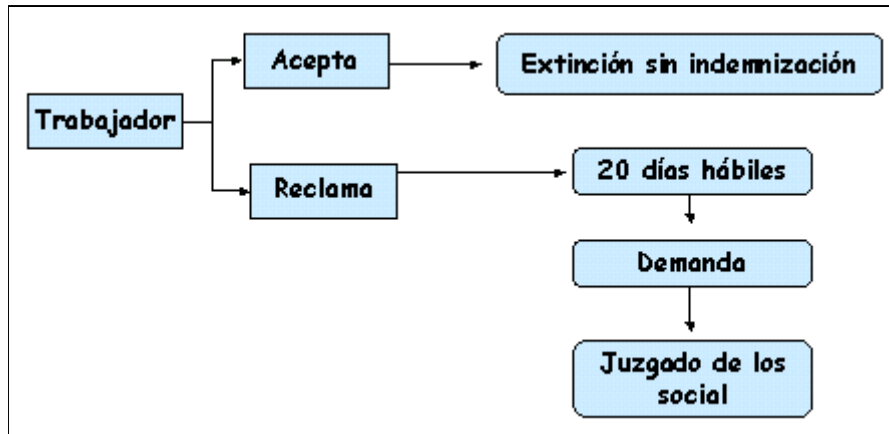 Acepta
Extinción sin indemnización
Trabajador
Reclama
20 días hábiles
Demanda
Juzgado de los
social